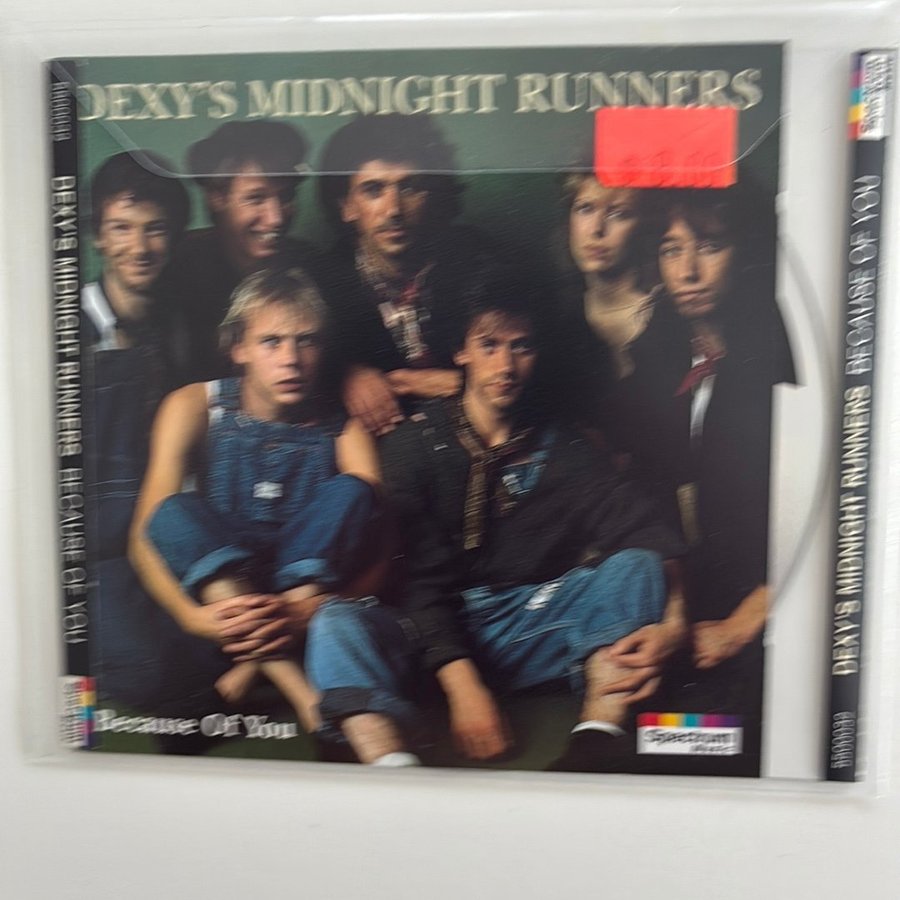 DEXY'S MIDNIGHT RUNNERS
DEXY'S MIDNIGHT RUNNERS BECAUSE OF YOU
Because Of You
Spectrum
Music
DEXY'S MIDNIGHT RUNNERS BECAUSE OF YOU